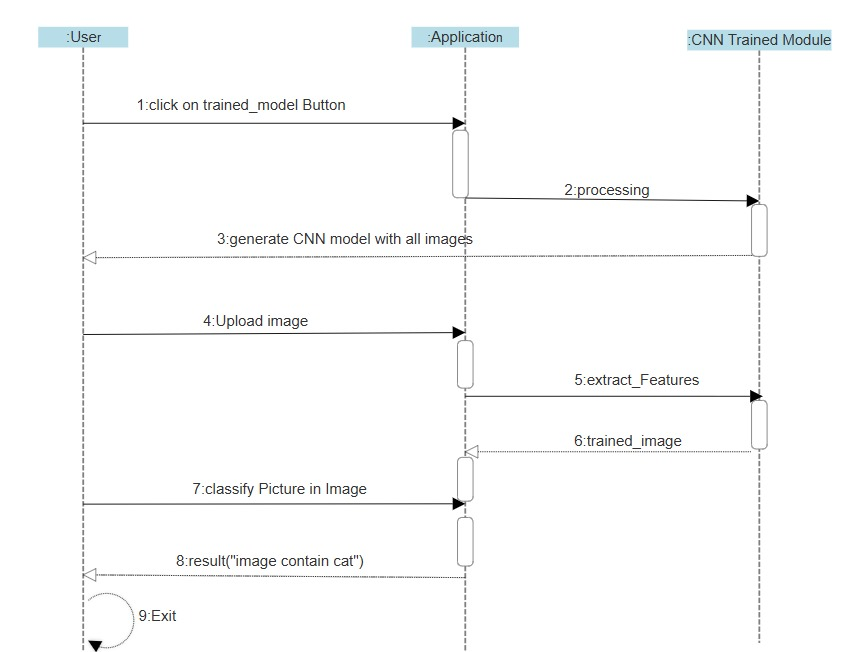 :User
:Application
:CNN Trained Module
1:click on trained_model Button
2:processing
3:generate CNN model with all images
4:Upload image
5:extract_Features
6:trained_image
7:classify Picture in Image
8:result("image contain cat")
9:Exit